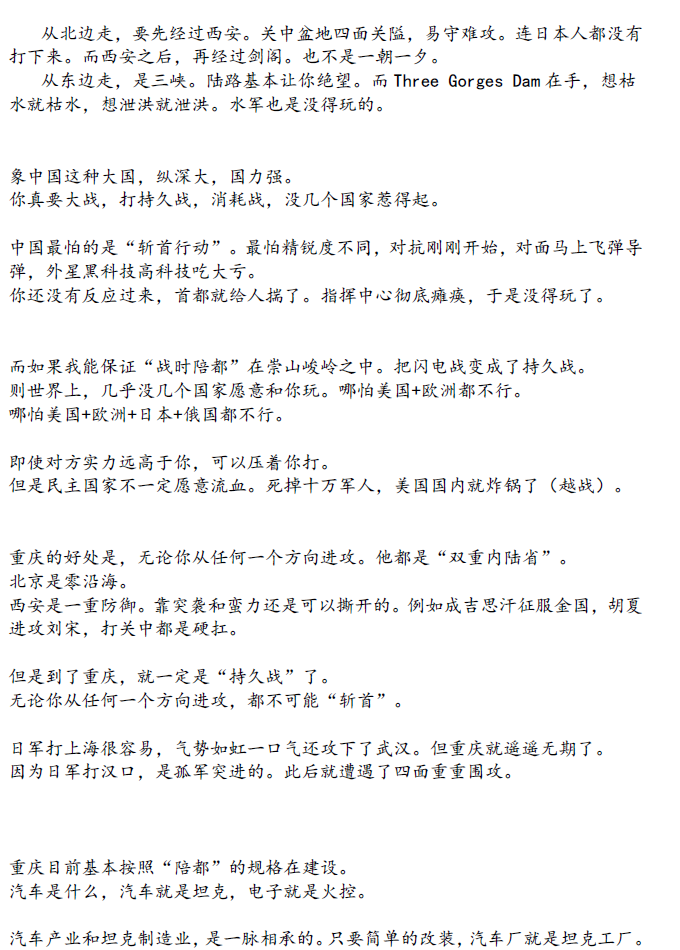 从北边走，要先经过西安。关中盆地四面关隘，易守难攻。连日本人都没有
打下来。而西安之后，再经过剑阁。也不是一朝一夕。
从东边走，是三峡。陆路基本让你绝望。而 Three Gorges Dam 在手，想枯
水就枯水，想泄洪就泄洪。水军也是没得玩的。
象中国这种大国，纵深大，国力强。
你真要大战，打持久战，消耗战，没几个国家惹得起。
中国最怕的是“斩首行动”。最怕精锐度不同，对抗刚刚开始，对面马上飞弹导
弹，外星黑科技高科技吃大亏。
你还没有反应过来，首都就给人揣了。指挥中心彻底瘫痪，于是没得玩了。
而如果我能保证“战时陪都”在崇山峻岭之中。把闪电战变成了持久战。
则世界上，几乎没几个国家愿意和你玩。哪怕美国+欧洲都不行。
哪怕美国+欧洲+日本+俄国都不行。
即使对方实力远高于你，可以压着你打。
但是民主国家不一定愿意流血。死掉十万军人，美国国内就炸锅了（越战）。
重庆的好处是，无论你从任何一个方向进攻。他都是“双重内陆省”。
北京是零沿海。
西安是一重防御。靠突袭和蛮力还是可以撕开的。例如成吉思汗征服金国，胡夏
进攻刘宋，打关中都是硬扛。
但是到了重庆，就一定是“持久战”了。
无论你从任何一个方向进攻，都不可能“斩首”。
日军打上海很容易，气势如虹一口气还攻下了武汉。但重庆就遥遥无期了。
因为日军打汉口，是孤军突进的。此后就遭遇了四面重重围攻。
重庆目前基本按照“陪都”的规格在建设。
汽车是什么，汽车就是坦克，电子就是火控。
汽车产业和坦克制造业，是一脉相承的。只要简单的改装，汽车厂就是坦克工厂。